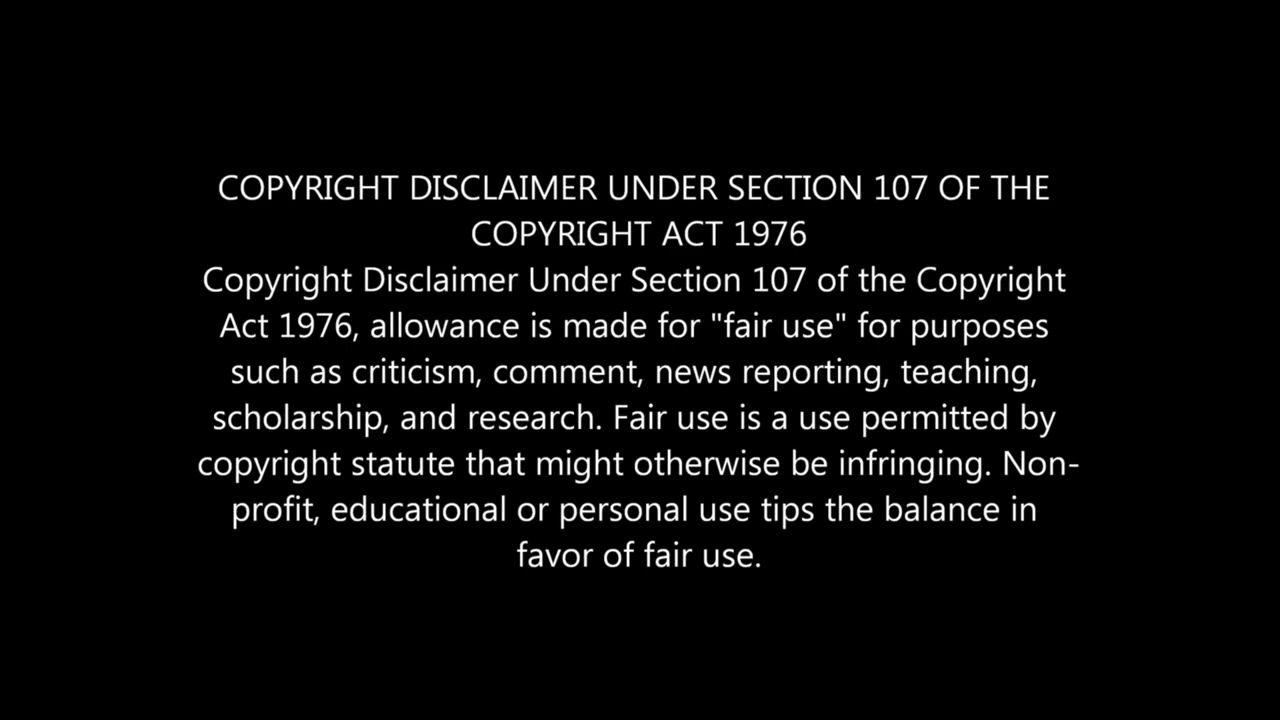 COPYRIGHT DISCLAIMER UNDER SECTION 107 OF THE
COPYRIGHT ACT 1976
Copyright Disclaimer Under Section 107 of the Copyright
Act 1976, allowance is made for "fair use" for purposes
such as criticism, comment, news reporting, teaching,
scholarship, and research. Fair use is a use permitted by
copyright statute that might otherwise be infringing. Non-
profit, educational or personal use tips the balance in
favor of fair use.